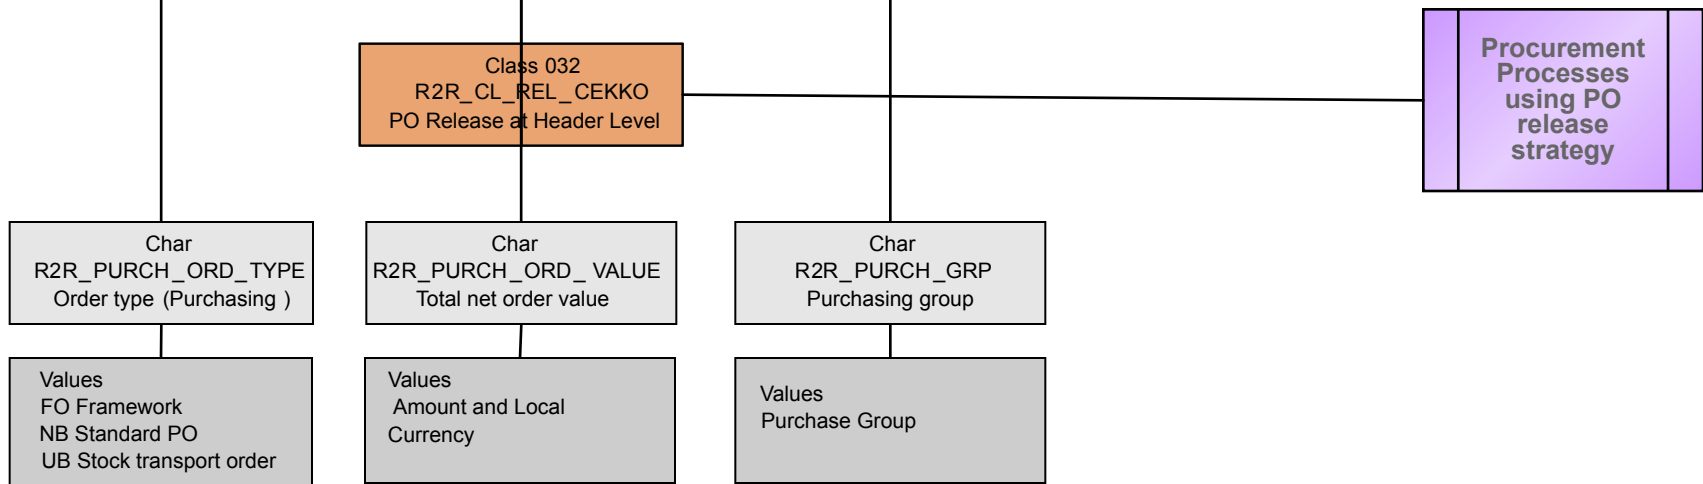 Class 032
R2R_CL_REL_CEKKO
PO Release at Header Level
Procurement
Processes
using PO
release
strategy
Char
R2R_PURCH_ORD_TYPE
Order type (Purchasing )
Char
R2R_PURCH_ORD_ VALUE
Total net order value
Char
R2R_PURCH_GRP
Purchasing group
Values
FO Framework
NB Standard PO
UB Stock transport order
Values
Amount and Local
Currency
Values
Purchase Group